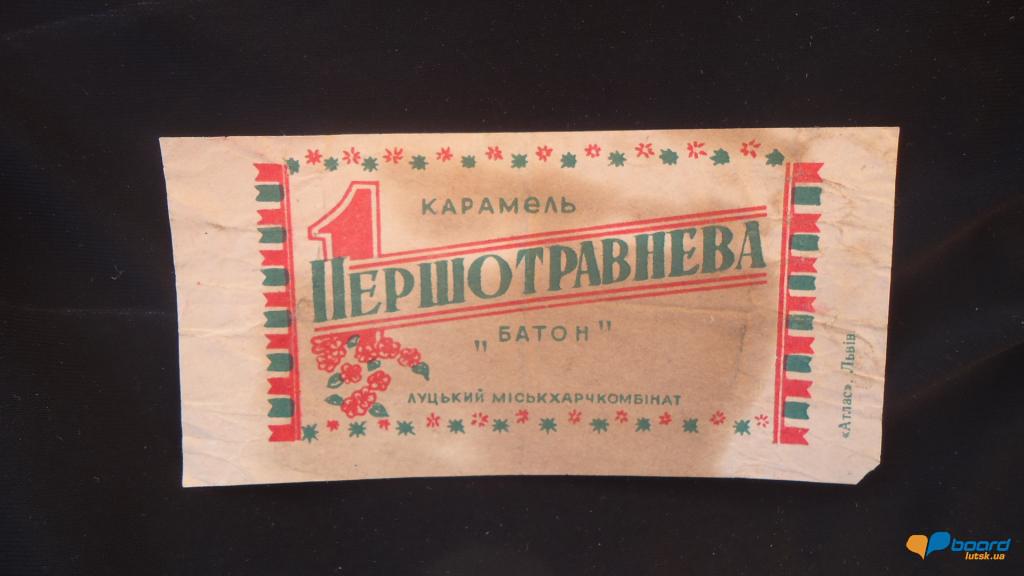 КАРАМЕЛЬ
1
ПЕРШОТРАВНЕВА
„БАТОН"
ЛУЦЬКИЙ МІСЬКХАРЧКОМБІНАТ
«Атлас», Львів
board
lutsk.ua